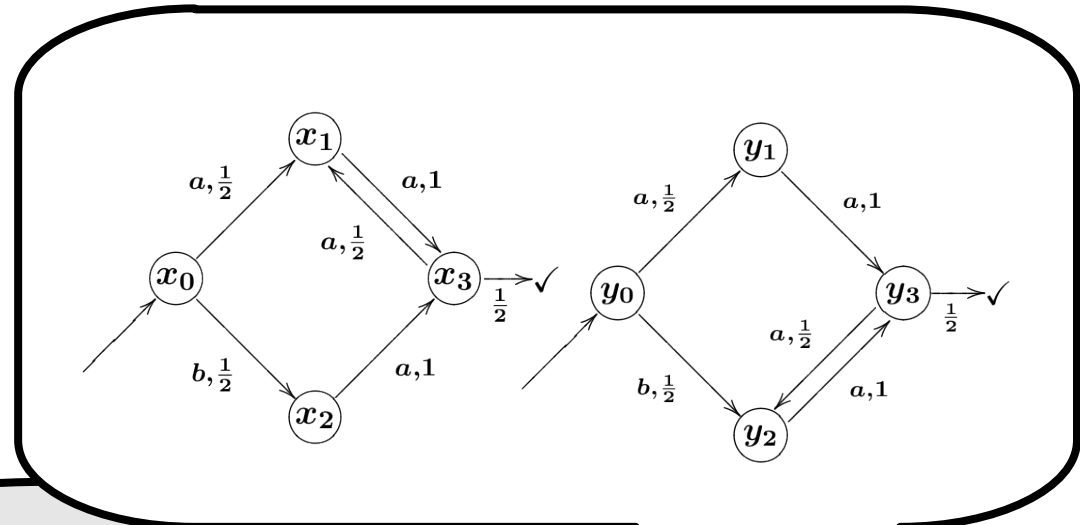 x₁
a,½
a,1
a,½
x₀
x₃
½
✓
b,½
a,1
x₂
y₁
a,½
a,1
y₀
y₃
½
✓
a,½
b,½
a,1
y₂